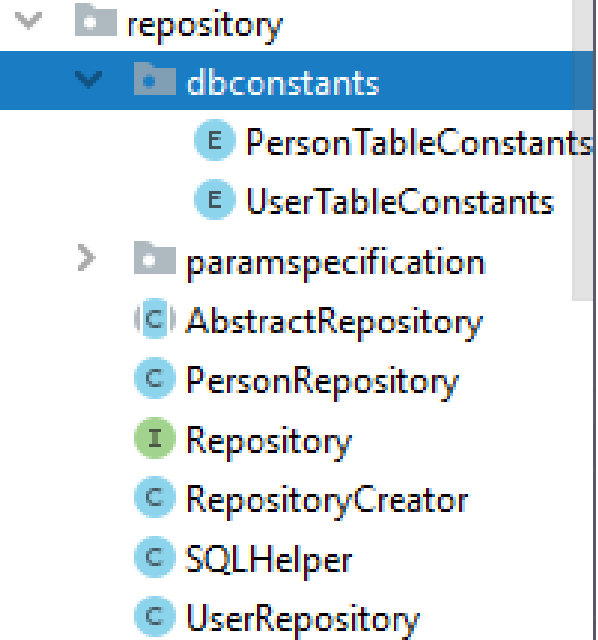 repository
dbconstants
E PersonTableConstants
E UserTableConstants
paramspecification
C AbstractRepository
C PersonRepository
I Repository
C RepositoryCreator
C SQLHelper
C UserRepository